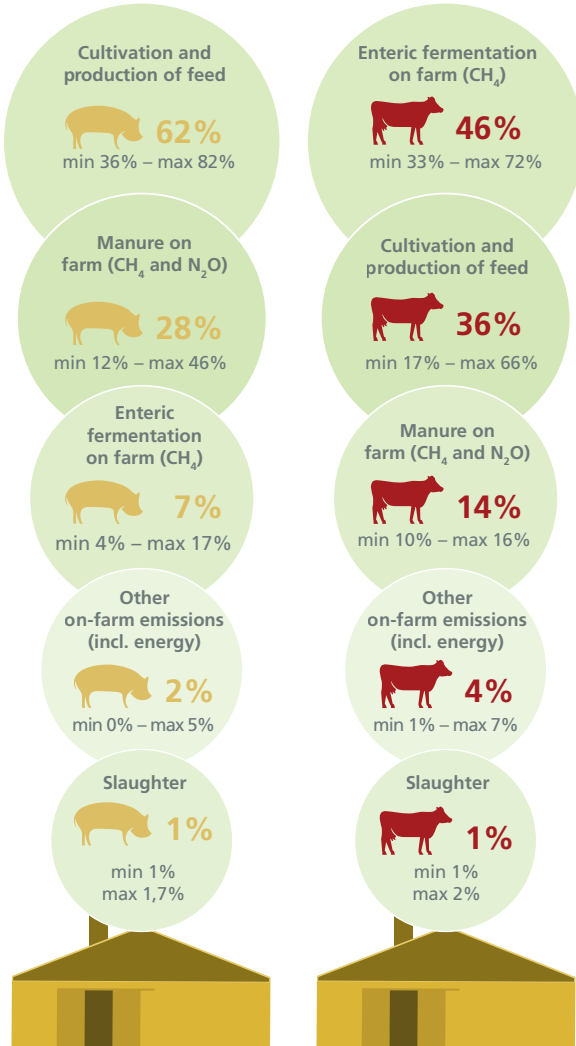 Cultivation and
production of feed
62%
min 36% – max 82%
Manure on
farm (CH₄ and N₂O)
28%
min 12% – max 46%
Enteric
fermentation
on farm (CH₄)
7%
min 4% – max 17%
Other
on-farm emissions
(incl. energy)
2%
min 0% – max 5%
Slaughter
1%
min 1%
max 1,7%
Enteric fermentation
on farm (CH₄)
46%
min 33% – max 72%
Cultivation and
production of feed
36%
min 17% – max 66%
Manure on
farm (CH₄ and N₂O)
14%
min 10% – max 16%
Other
on-farm emissions
(incl. energy)
4%
min 1% – max 7%
Slaughter
1%
min 1%
max 2%